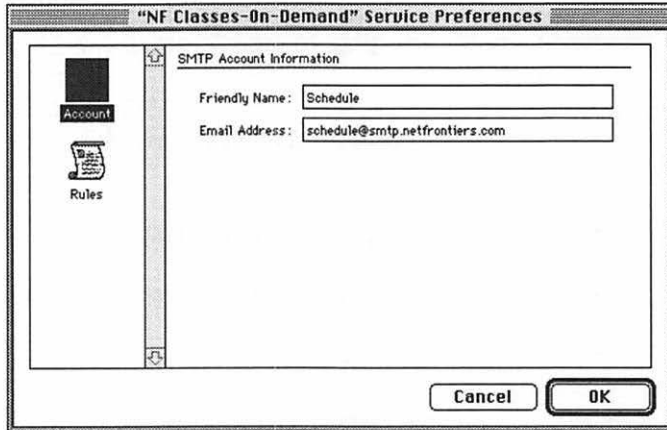 “NF Classes-On-Demand” Service Preferences
Account
Rules
SMTP Account Information
Friendly Name: Schedule
Email Address: schedule@smtp.netfrontiers.com
Cancel
OK